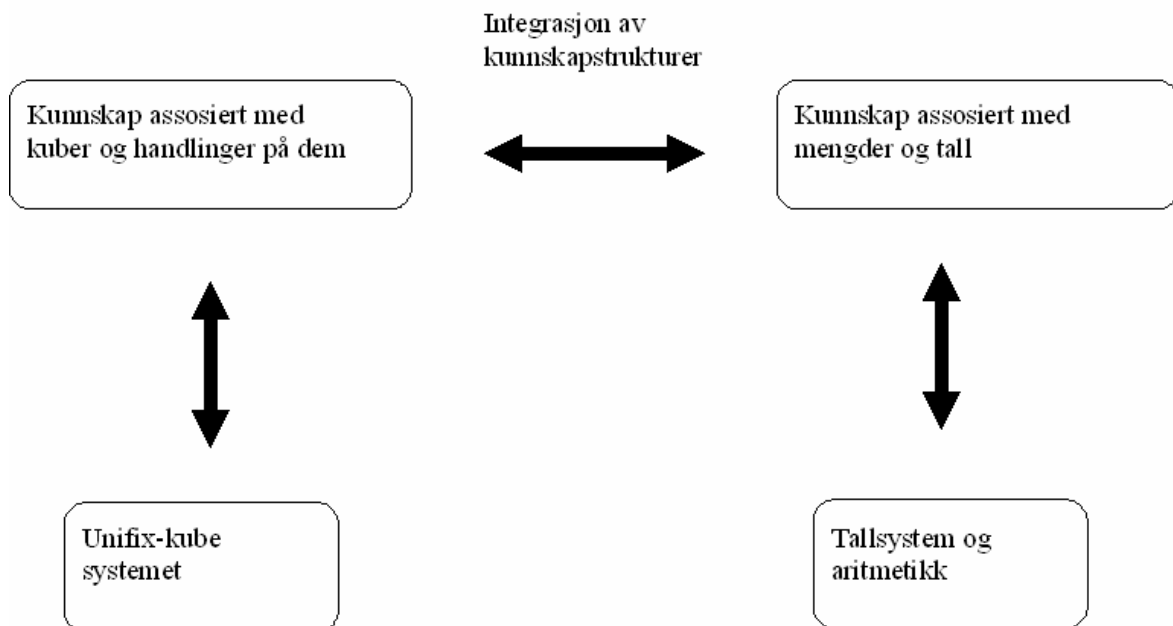 Integrasjon av
kunnskapstrukturer
Kunnskap assosiert med
kuber og handlinger på dem
Kunnskap assosiert med
mengder og tall
Unifix-kube
systemet
Tallsystem og
aritmetikk